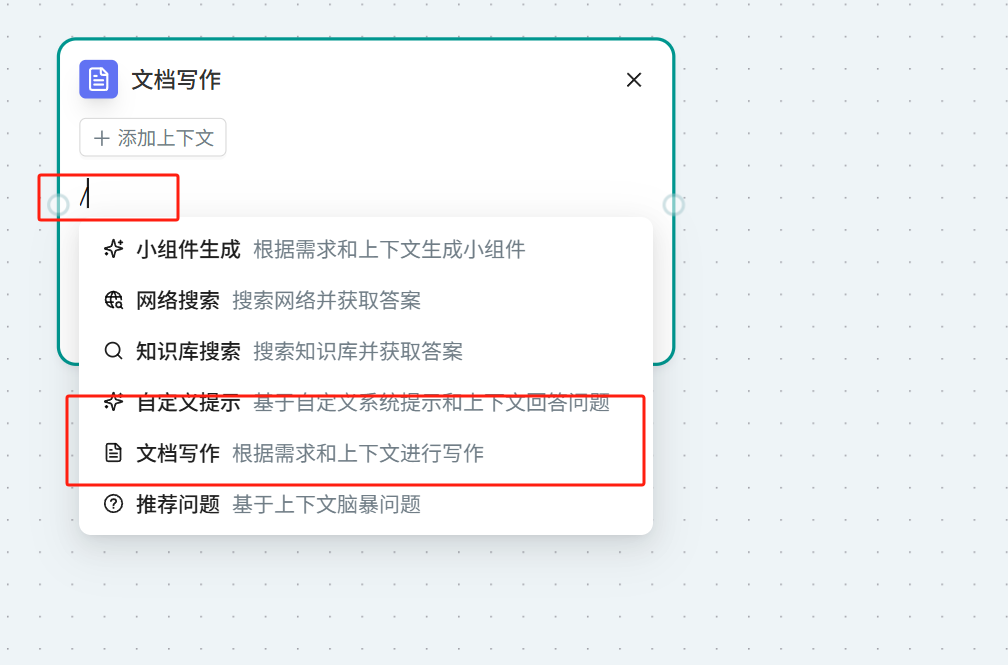 文档写作
添加上下文
/
小组件生成 根据需求和上下文生成小组件
网络搜索 搜索网络并获取答案
知识库搜索 搜索知识库并获取答案
自定义提示 基于自定义系统提示和上下文回答问题
文档写作 根据需求和上下文进行写作
推荐问题 基于上下文脑暴问题